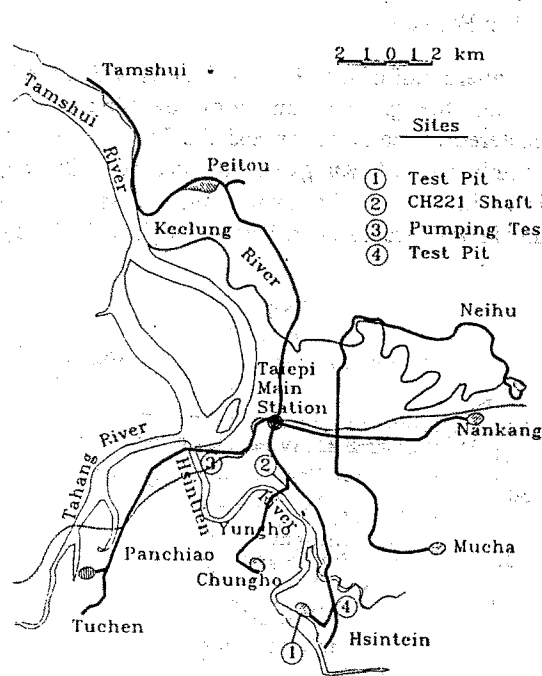 2 1 0 1 2 km
Tamshui
Tamshui
River
Sites
① Test Pit
② CH221 Shaft
③ Pumping Tes
④ Test Pit
Peitou
Keelung
River
Neihu
Taiepi
Main
Station
Nankang
Tahang River
③
②
Hsintien
River
Yungho
Panchiao
Mucha
Chungho
Tuchen
④
①
Hsintein